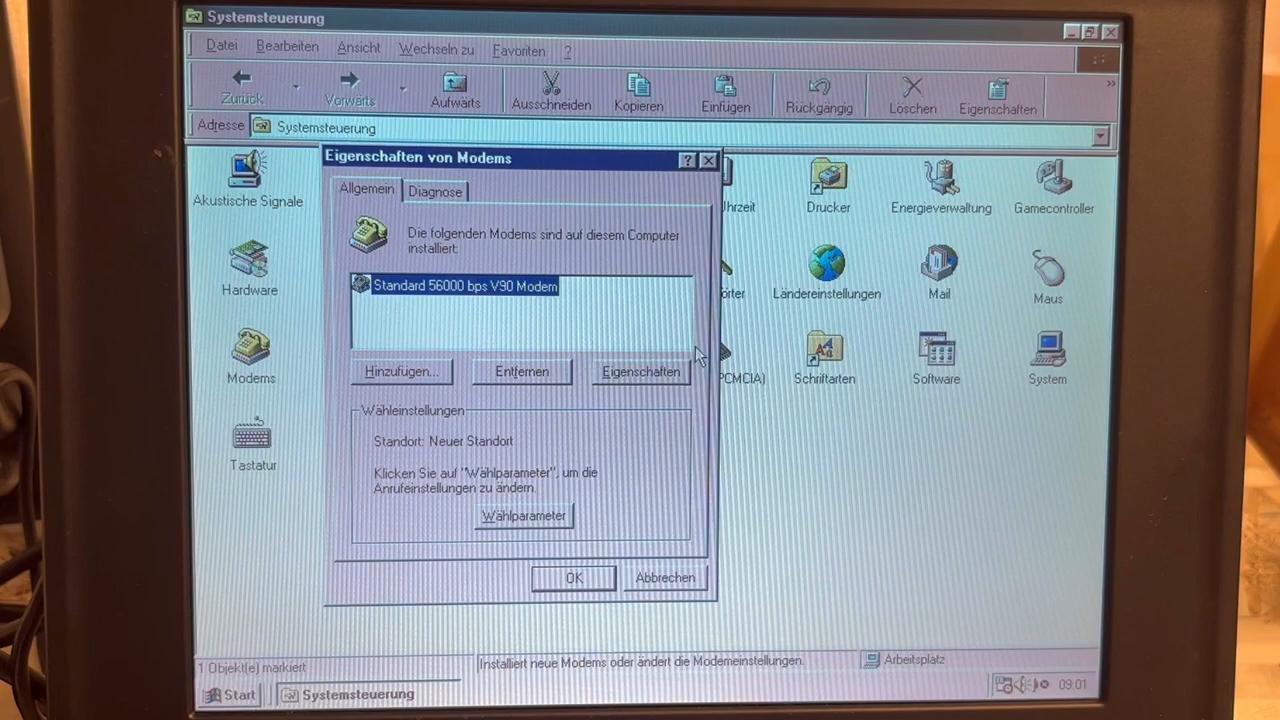 Systemsteuerung
Datei Bearbeiten Ansicht Wechseln zu Favoriten ?
Zurück Vorwärts Aufwärts Ausschneiden Kopieren Einfügen Rückgängig Löschen Eigenschaften »
Adresse Systemsteuerung
Eigenschaften von Modems ?
Allgemein Diagnose
Die folgenden Modems sind auf diesem Computer
installiert:
Standard 56000 bps V90 Modem
Hinzufügen... Entfernen Eigenschaften
Wähleinstellungen
Standort: Neuer Standort
Klicken Sie auf "Wählparameter", um die
Anrufeinstellungen zu ändern.
Wählparameter
OK Abbrechen
Akustische Signale
Hardware
Modems
Tastatur
Uhrzeit Drucker Energieverwaltung Gamecontroller
örter Ländereinstellungen Mail Maus
PCMCIA) Schriftarten Software System
1 Objekt(e) markiert Installiert neue Modems oder ändert die Modemeinstellungen. Arbeitsplatz
Start Systemsteuerung 09:01